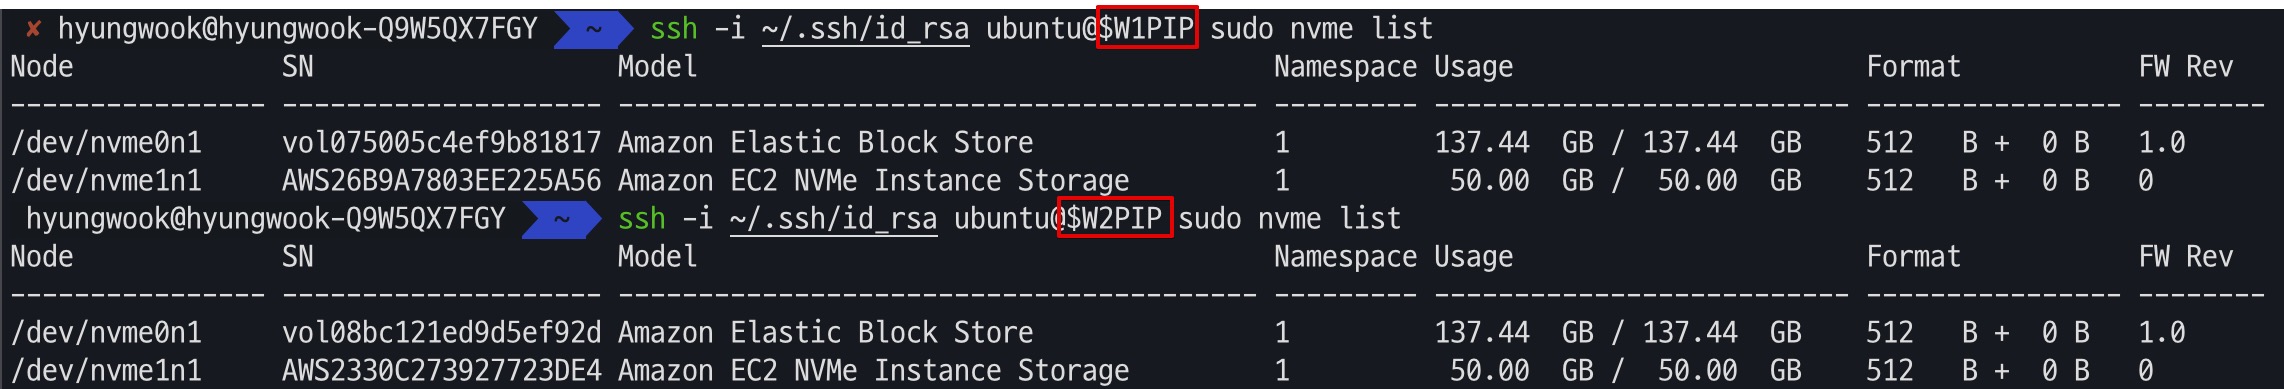 ✘ hyungwook@hyungwook-Q9W5QX7FGY ~ ssh -i ~/.ssh/id_rsa ubuntu@$W1PIP sudo nvme list
Node SN Model Namespace Usage Format FW Rev
---------------- -------------------- ---------------------------------------- --------- -------------------------- ---------------- --------
/dev/nvme0n1 vol075005c4ef9b81817 Amazon Elastic Block Store 1 137.44 GB / 137.44 GB 512 B + 0 B 1.0
/dev/nvme1n1 AWS26B9A7803EE225A56 Amazon EC2 NVMe Instance Storage 1 50.00 GB / 50.00 GB 512 B + 0 B 0
hyungwook@hyungwook-Q9W5QX7FGY ~ ssh -i ~/.ssh/id_rsa ubuntu@$W2PIP sudo nvme list
Node SN Model Namespace Usage Format FW Rev
---------------- -------------------- ---------------------------------------- --------- -------------------------- ---------------- --------
/dev/nvme0n1 vol08bc121ed9d5ef92d Amazon Elastic Block Store 1 137.44 GB / 137.44 GB 512 B + 0 B 1.0
/dev/nvme1n1 AWS2330C273927723DE4 Amazon EC2 NVMe Instance Storage 1 50.00 GB / 50.00 GB 512 B + 0 B 0